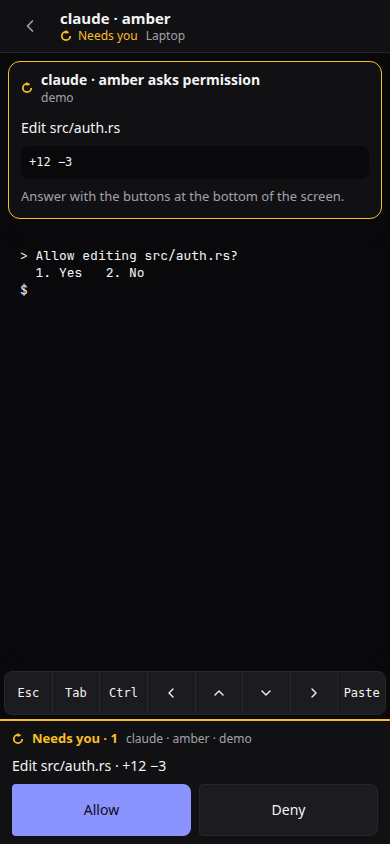 claude · amber
Needs you Laptop
claude · amber asks permission
demo
Edit src/auth.rs
+12 −3
Answer with the buttons at the bottom of the screen.
> Allow editing src/auth.rs?
1. Yes   2. No
$
Esc Tab Ctrl Paste
Needs you · 1 claude · amber · demo
Edit src/auth.rs · +12 −3
Allow Deny